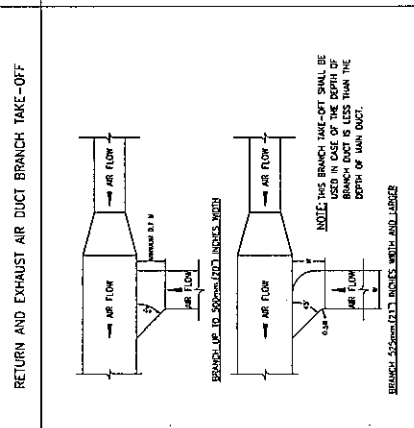 RETURN AND EXHAUST AIR DUCT BRANCH TAKE-OFF
AIR FLOW
AIR FLOW
AIR FLOW
45°
W
BRANCH UP TO 500mm (20") INCHES WIDTH
AIR FLOW
AIR FLOW
AIR FLOW
45°
W
W
NOTE: THIS BRANCH TAKE-OFF SHALL BE
USED IN CASE OF THE DEPTH OF
BRANCH DUCT IS LESS THAN THE
DEPTH OF MAIN DUCT.
BRANCH 525mm (21") INCHES WIDTH AND LARGER